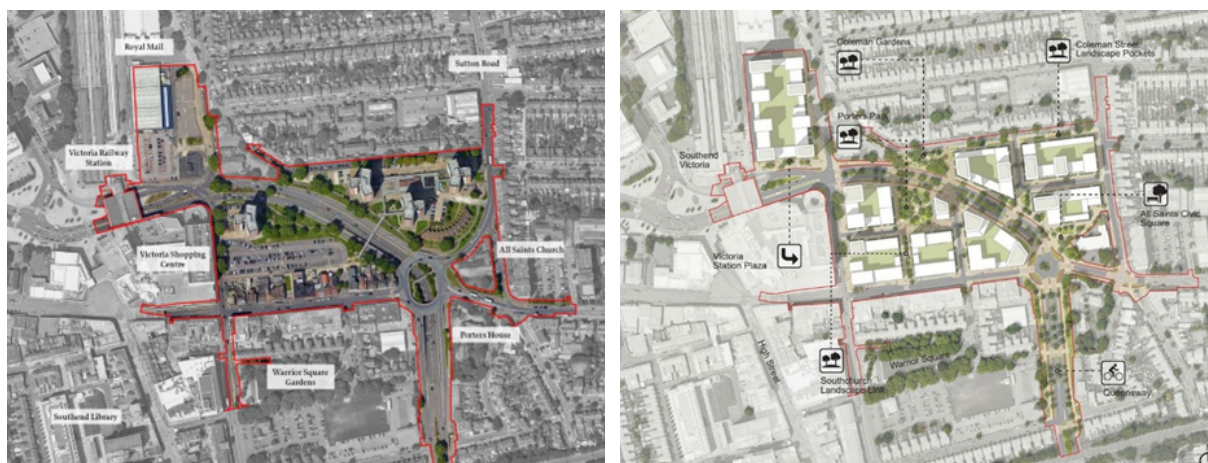 Royal Mail
Sutton Road
Victoria Railway
Station
Victoria Shopping
Centre
All Saints Church
Porters House
Warrior Square
Gardens
Southend Library
Coleman Gardens
Coleman Street
Landscape Pockets
Porters Park
Southend
Victoria
All Saints Civic
Square
Victoria
Station Plaza
High Street
Warrior Square
Southchurch
Landscape Link
Queensway